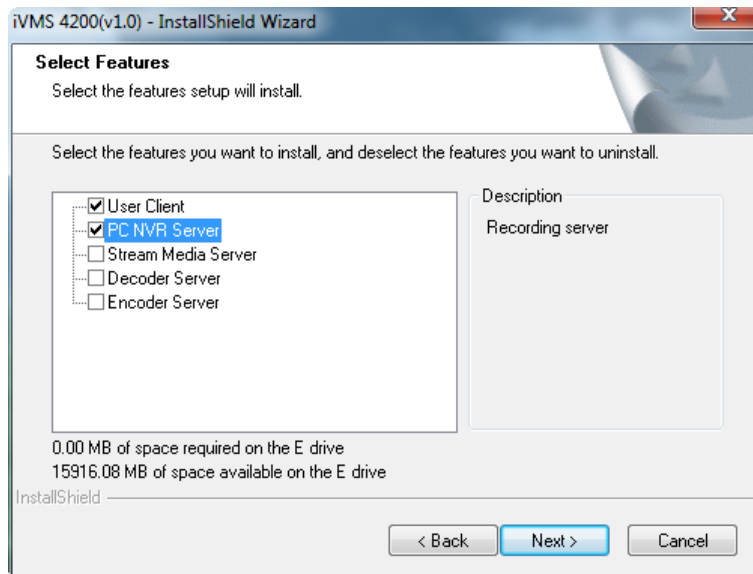 iVMS 4200(v1.0) - InstallShield Wizard
Select Features
Select the features setup will install.
Select the features you want to install, and deselect the features you want to uninstall.
User Client
PC NVR Server
Stream Media Server
Decoder Server
Encoder Server
Description
Recording server
0.00 MB of space required on the E drive
15916.08 MB of space available on the E drive
InstallShield
< Back
Next >
Cancel